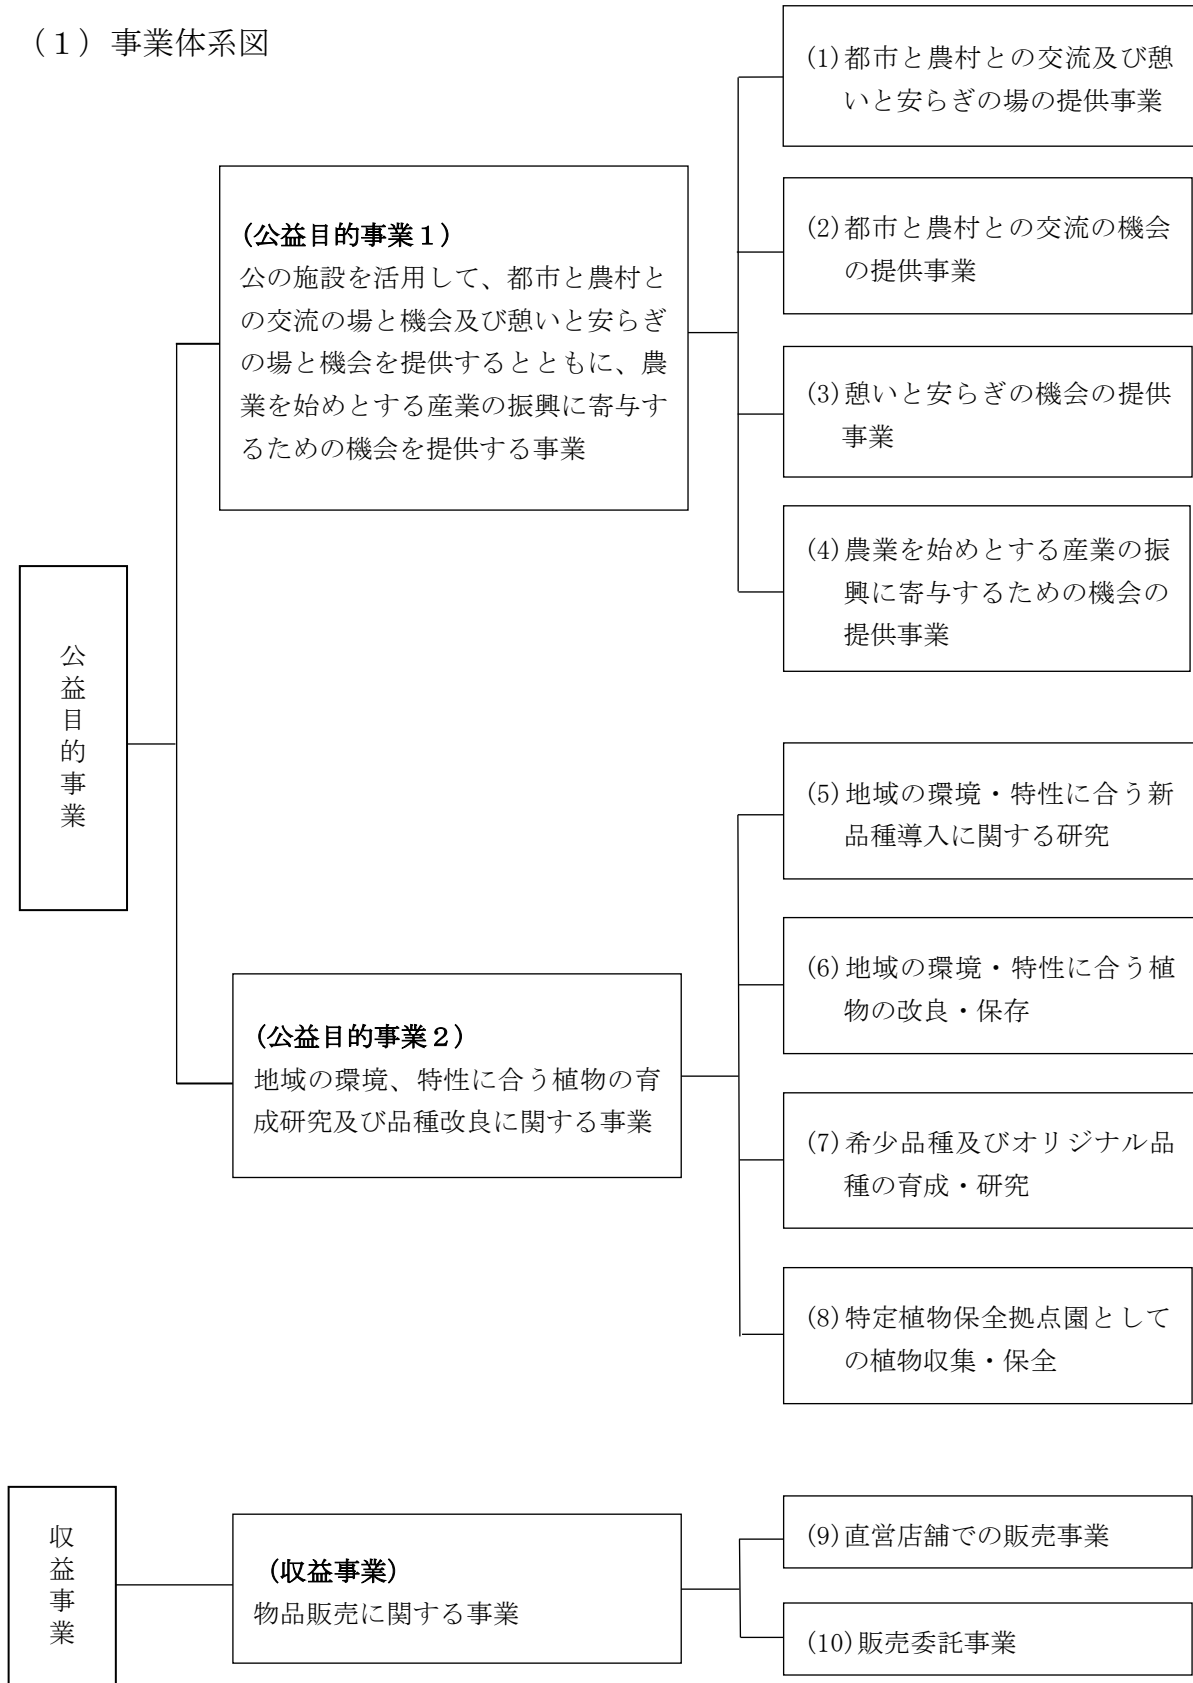 （１）事業体系図
公益目的事業
(公益目的事業１)
公の施設を活用して、都市と農村と
の交流の場と機会及び憩いと安らぎ
の場と機会を提供するとともに、農
業を始めとする産業の振興に寄与す
るための機会を提供する事業
(1)都市と農村との交流及び憩
いと安らぎの場の提供事業
(2)都市と農村との交流の機会
の提供事業
(3)憩いと安らぎの機会の提供
事業
(4)農業を始めとする産業の振
興に寄与するための機会の
提供事業
(公益目的事業２)
地域の環境、特性に合う植物の育
成研究及び品種改良に関する事業
(5)地域の環境・特性に合う新
品種導入に関する研究
(6)地域の環境・特性に合う植
物の改良・保存
(7)希少品種及びオリジナル品
種の育成・研究
(8)特定植物保全拠点園として
の植物収集・保全
収益事業
(収益事業)
物品販売に関する事業
(9)直営店舗での販売事業
(10)販売委託事業